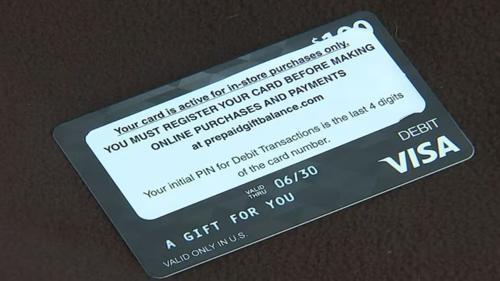 $100
Your card is active for in-store purchases only.
YOU MUST REGISTER YOUR CARD BEFORE MAKING
ONLINE PURCHASES AND PAYMENTS
at prepaidgiftbalance.com
Your initial PIN for Debit Transactions is the last 4 digits
of the card number.
DEBIT
VISA
VALID
THRU 06/30
A GIFT FOR YOU
VALID ONLY IN U.S.